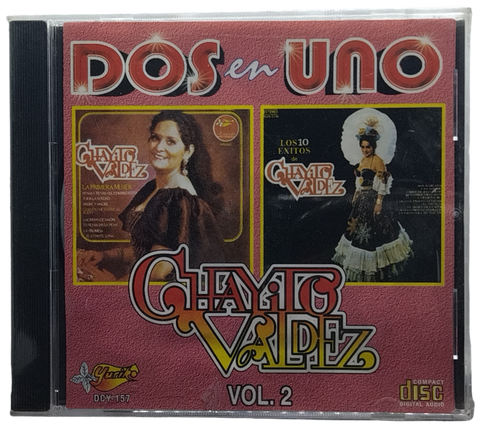 DOS en UNO
CHAYITO
VALDEZ
LA PRIMERA MUJER
LOS 10
EXITOS
de
CHAYITO
VALDEZ
CHAYITO
VALDEZ
VOL. 2
Yuriko
DCY-157
COMPACT
disc
DIGITAL AUDIO